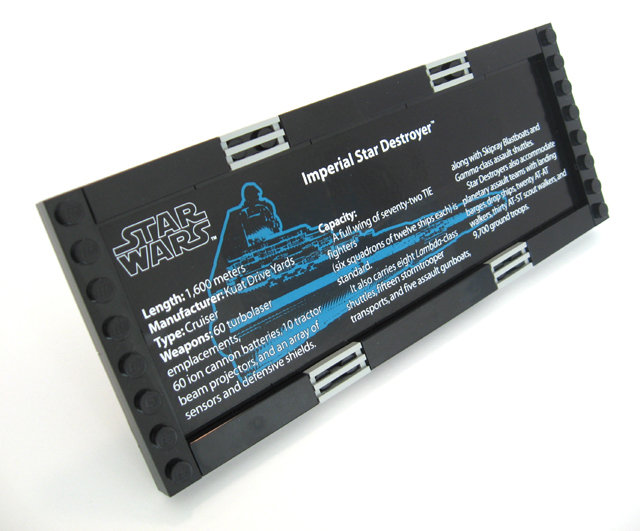 Imperial Star Destroyer™
STAR
WARS™
Length: 1,600 meters
Manufacturer: Kuat Drive Yards
Type: Cruiser
Weapons: 60 turbolaser
emplacements,
60 ion cannon batteries, 10 tractor
beam projectors, and an array of
sensors and defensive shields.
Capacity:
A full wing of seventy-two TIE
fighters
(six squadrons of twelve ships each) is
standard.
It also carries eight Lambda-class
shuttles, fifteen stormtrooper
transports, and five assault gunboats,
along with Skipray Blastboats and
Gamma-class assault shuttles.
Star Destroyers also accommodate
planetary assault teams with landing
barges, drop ships, twenty AT-AT
walkers, thirty AT-ST scout walkers, and
9,700 ground troops.